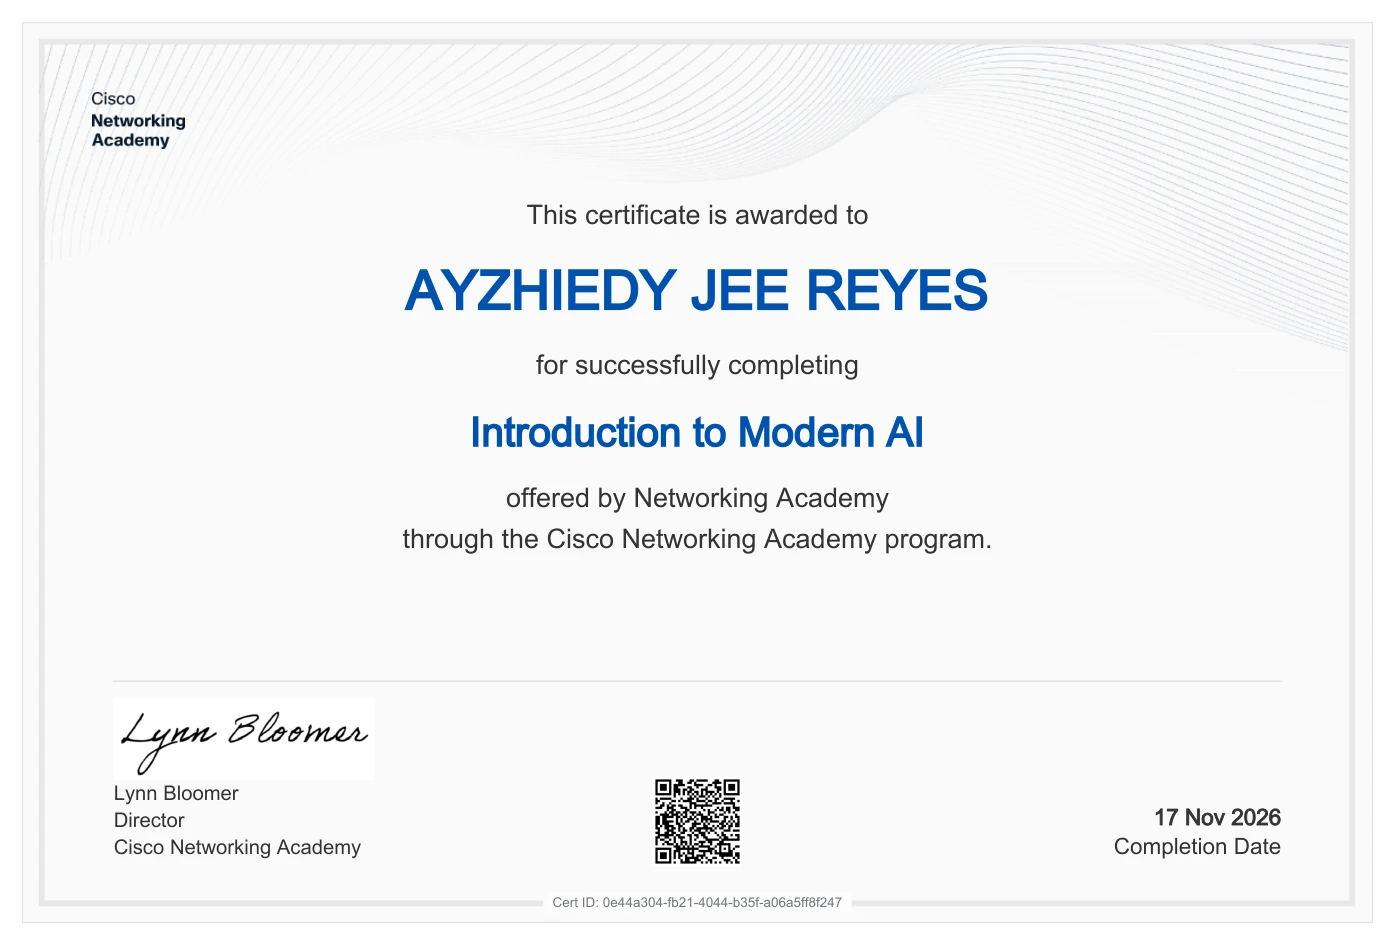 Cisco
Networking
Academy
This certificate is awarded to
AYZHIEDY JEE REYES
for successfully completing
Introduction to Modern AI
offered by Networking Academy
through the Cisco Networking Academy program.
Lynn Bloomer
Lynn Bloomer
Director
Cisco Networking Academy
17 Nov 2026
Completion Date
Cert ID: 0e44a304-fb21-4044-b35f-a06a5ff8f247